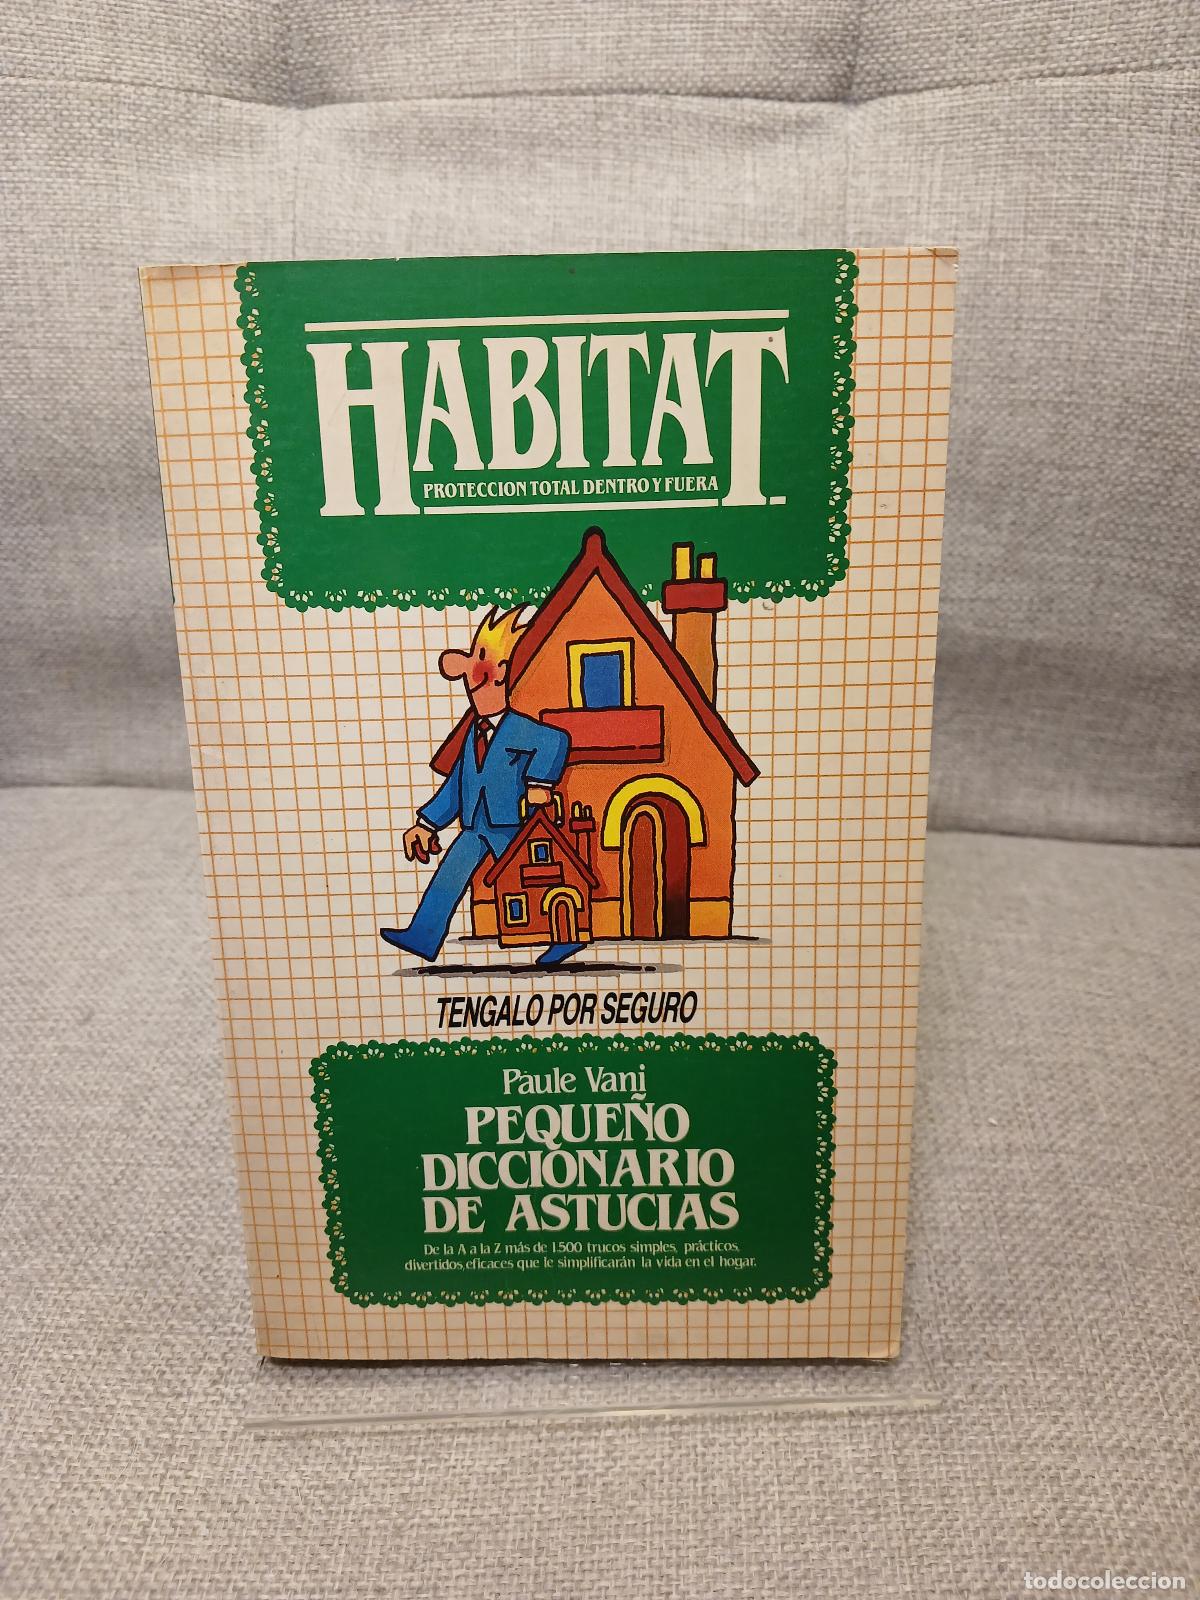 HABITAT
PROTECCION TOTAL DENTRO Y FUERA
TENGALO POR SEGURO
Paule Vani
PEQUEÑO
DICCIONARIO
DE ASTUCIAS
De la A a la Z más de 1.500 trucos simples, prácticos,
divertidos, eficaces que le simplificarán la vida en el hogar.
todocoleccion